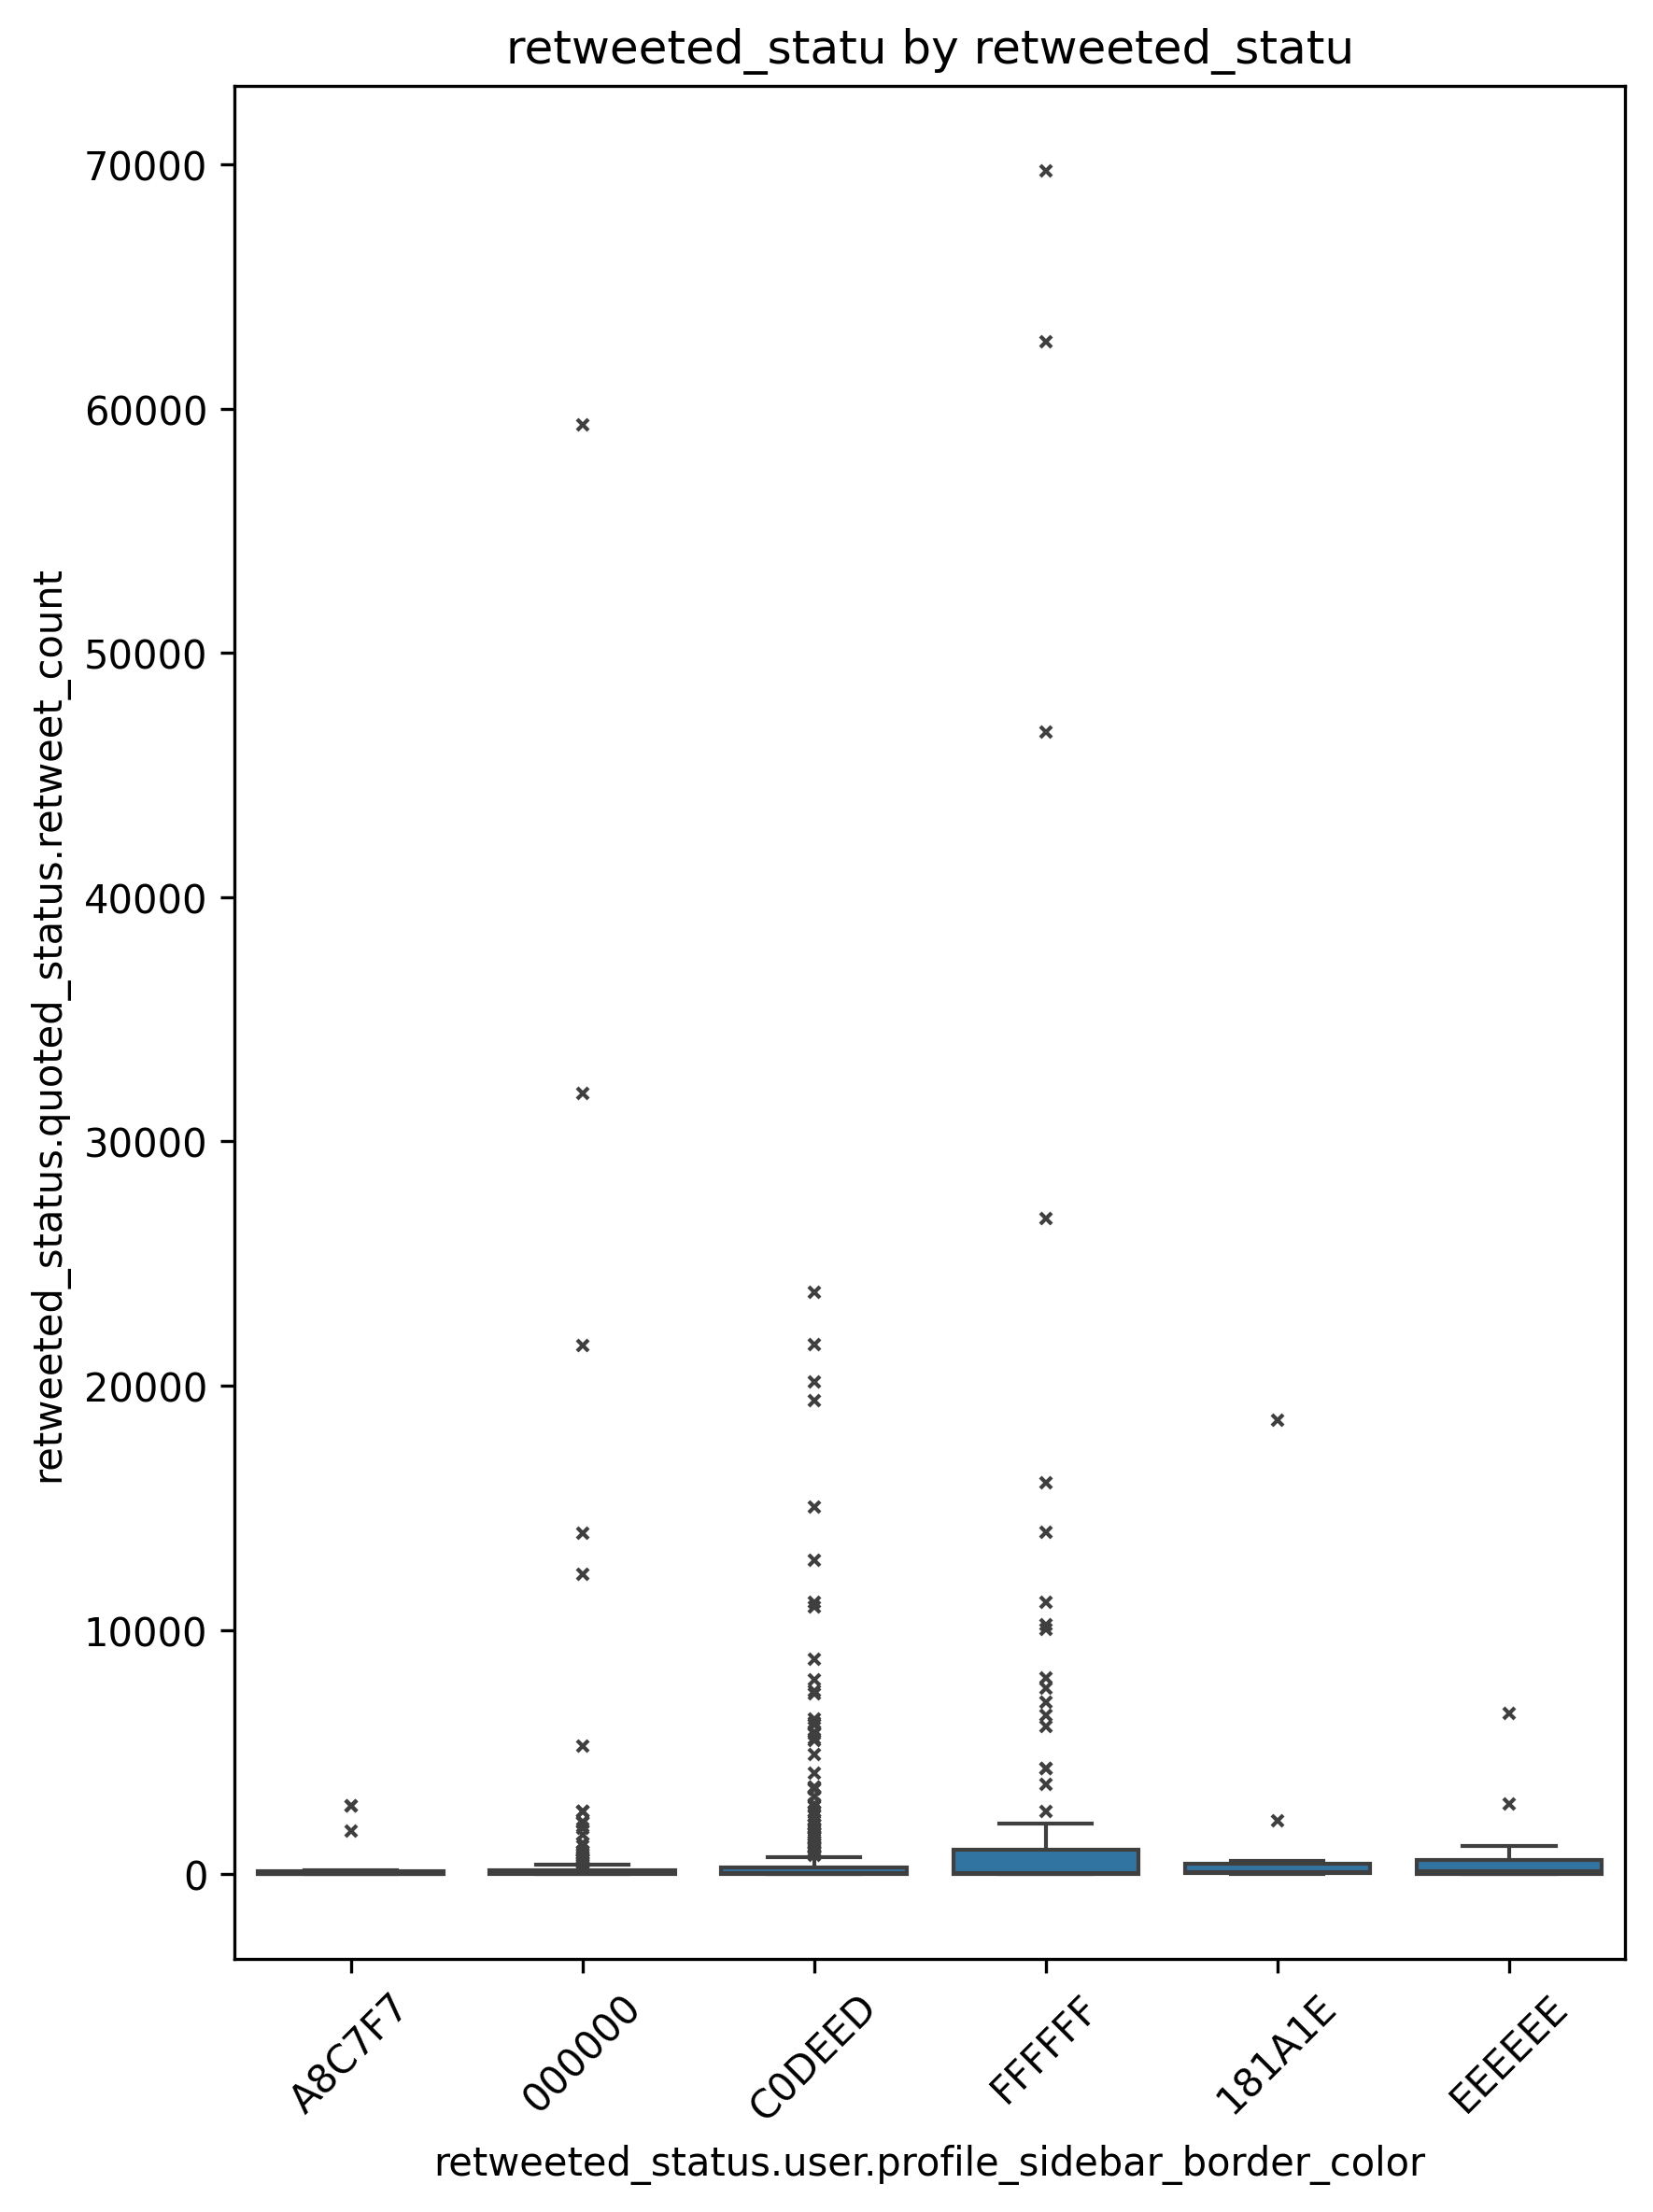 retweeted_statu by retweeted_statu
retweeted_status.quoted_status.retweet_count
70000
60000
50000
40000
30000
20000
10000
0
A8C7F7
000000
C0DEED
FFFFFF
181A1E
EEEEEE
retweeted_status.user.profile_sidebar_border_color